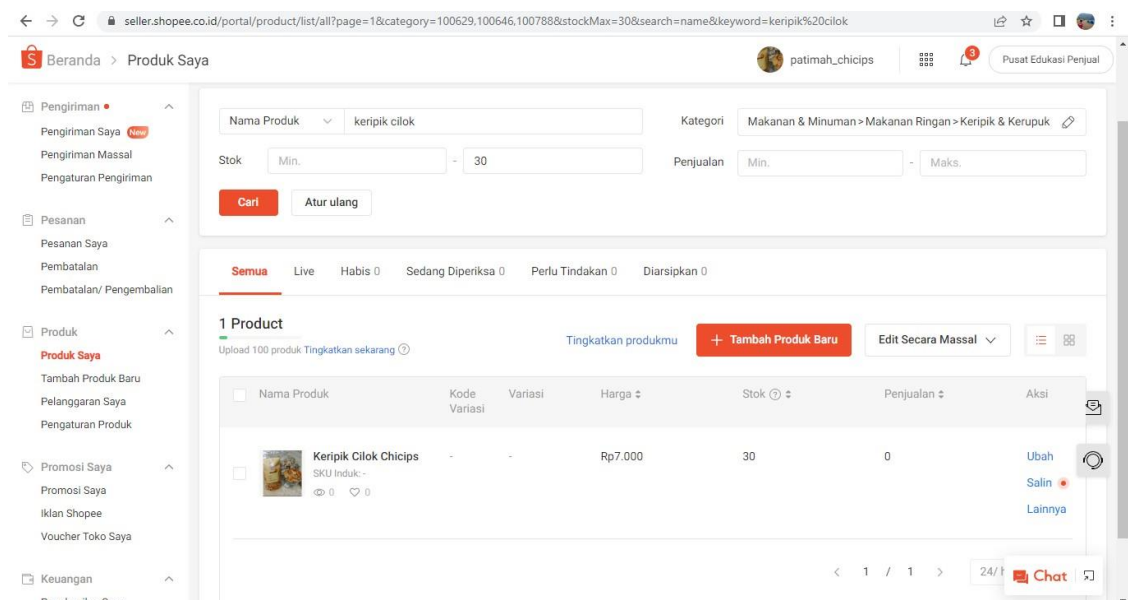 seller.shopee.co.id/portal/product/list/all?page=1&category=100629,100646,100788&stockMax=30&search=name&keyword=keripik%20cilok
S Beranda > Produk Saya
patimah_chicips
3
Pusat Edukasi Penjual
Pengiriman
Pengiriman Saya New
Pengiriman Massal
Pengaturan Pengiriman
Pesanan
Pesanan Saya
Pembatalan
Pembatalan/ Pengembalian
Produk
Produk Saya
Tambah Produk Baru
Pelanggaran Saya
Pengaturan Produk
Promosi Saya
Promosi Saya
Iklan Shopee
Voucher Toko Saya
Keuangan
Nama Produk keripik cilok
Kategori Makanan & Minuman > Makanan Ringan > Keripik & Kerupuk
Stok Min. - 30
Penjualan Min. - Maks.
Cari Atur ulang
Semua Live Habis 0 Sedang Diperiksa 0 Perlu Tindakan 0 Diarsipkan 0
1 Product
Upload 100 produk Tingkatkan sekarang ?
Tingkatkan produkmu
+ Tambah Produk Baru
Edit Secara Massal
Nama Produk Kode Variasi Variasi Harga Stok ? Penjualan Aksi
Keripik Cilok Chicips - - Rp7.000 30 0 Ubah
SKU Induk: -
Salin
0 0
Lainnya
< 1 / 1 > 24/
Chat